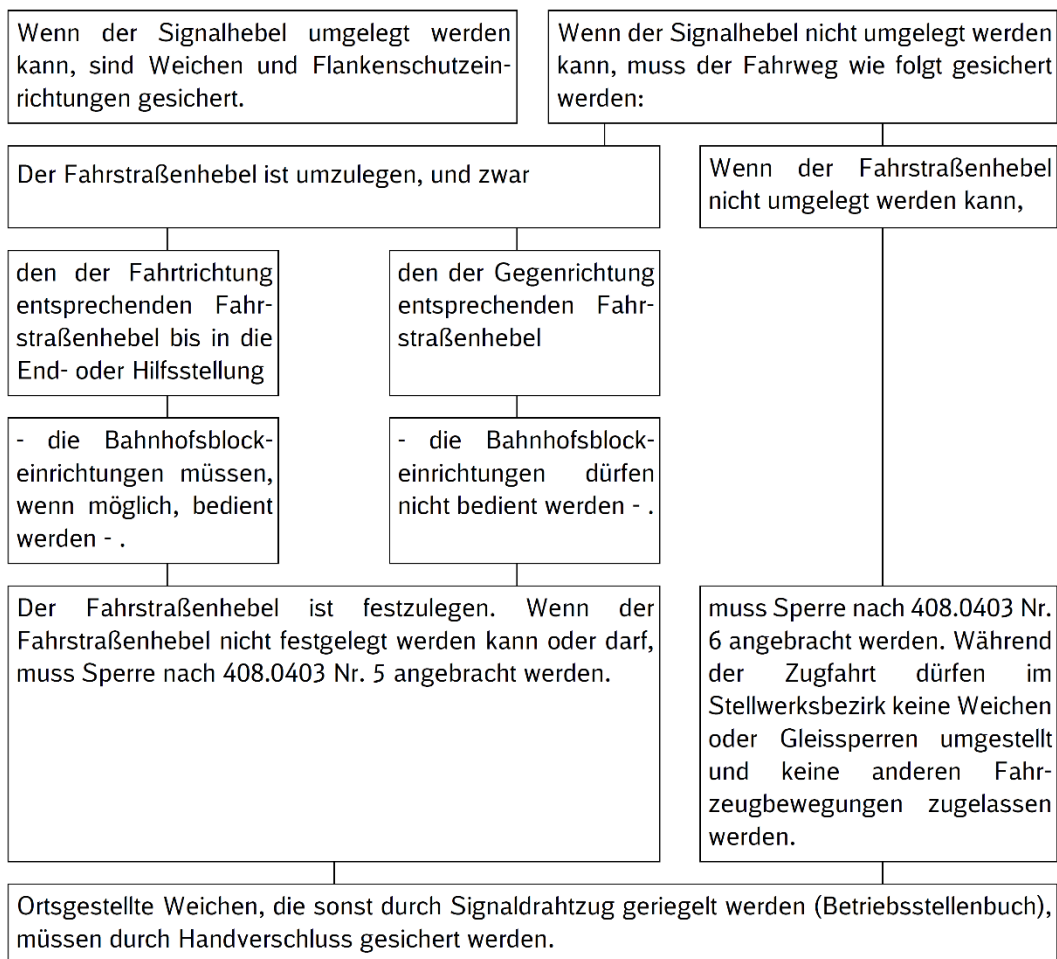 Wenn der Signalhebel umgelegt werden
kann, sind Weichen und Flankenschutzein-
richtungen gesichert.
Wenn der Signalhebel nicht umgelegt werden
kann, muss der Fahrweg wie folgt gesichert
werden:
Der Fahrstraßenhebel ist umzulegen, und zwar
Wenn der Fahrstraßenhebel
nicht umgelegt werden kann,
den der Fahrtrichtung
entsprechenden Fahr-
straßenhebel bis in die
End- oder Hilfsstellung
den der Gegenrichtung
entsprechenden Fahr-
straßenhebel
- die Bahnhofsblock-
einrichtungen müssen,
wenn möglich, bedient
werden - .
- die Bahnhofsblock-
einrichtungen dürfen
nicht bedient werden - .
Der Fahrstraßenhebel ist festzulegen. Wenn der
Fahrstraßenhebel nicht festgelegt werden kann oder darf,
muss Sperre nach 408.0403 Nr. 5 angebracht werden.
muss Sperre nach 408.0403 Nr.
6 angebracht werden. Während
der Zugfahrt dürfen im
Stellwerksbezirk keine Weichen
oder Gleissperren umgestellt
und keine anderen Fahr-
zeugbewegungen zugelassen
werden.
Ortsgestellte Weichen, die sonst durch Signaldrahtzug geriegelt werden (Betriebsstellenbuch),
müssen durch Handverschluss gesichert werden.